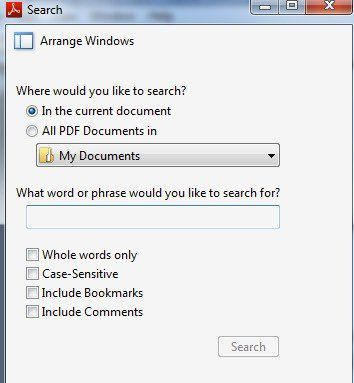 Search
Arrange Windows
Where would you like to search?
In the current document
All PDF Documents in
My Documents
What word or phrase would you like to search for?
Whole words only
Case-Sensitive
Include Bookmarks
Include Comments
Search